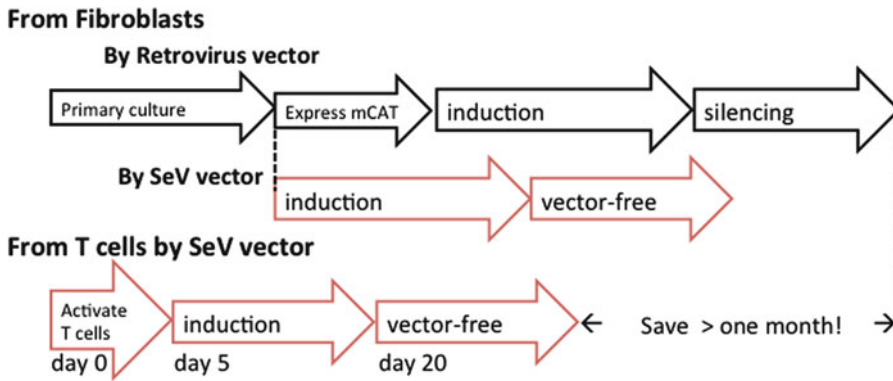 From Fibroblasts
By Retrovirus vector
Primary culture
Express mCAT
induction
silencing
By SeV vector
induction
vector-free
From T cells by SeV vector
Activate
T cells
induction
vector-free
Save > one month!
day 0
day 5
day 20